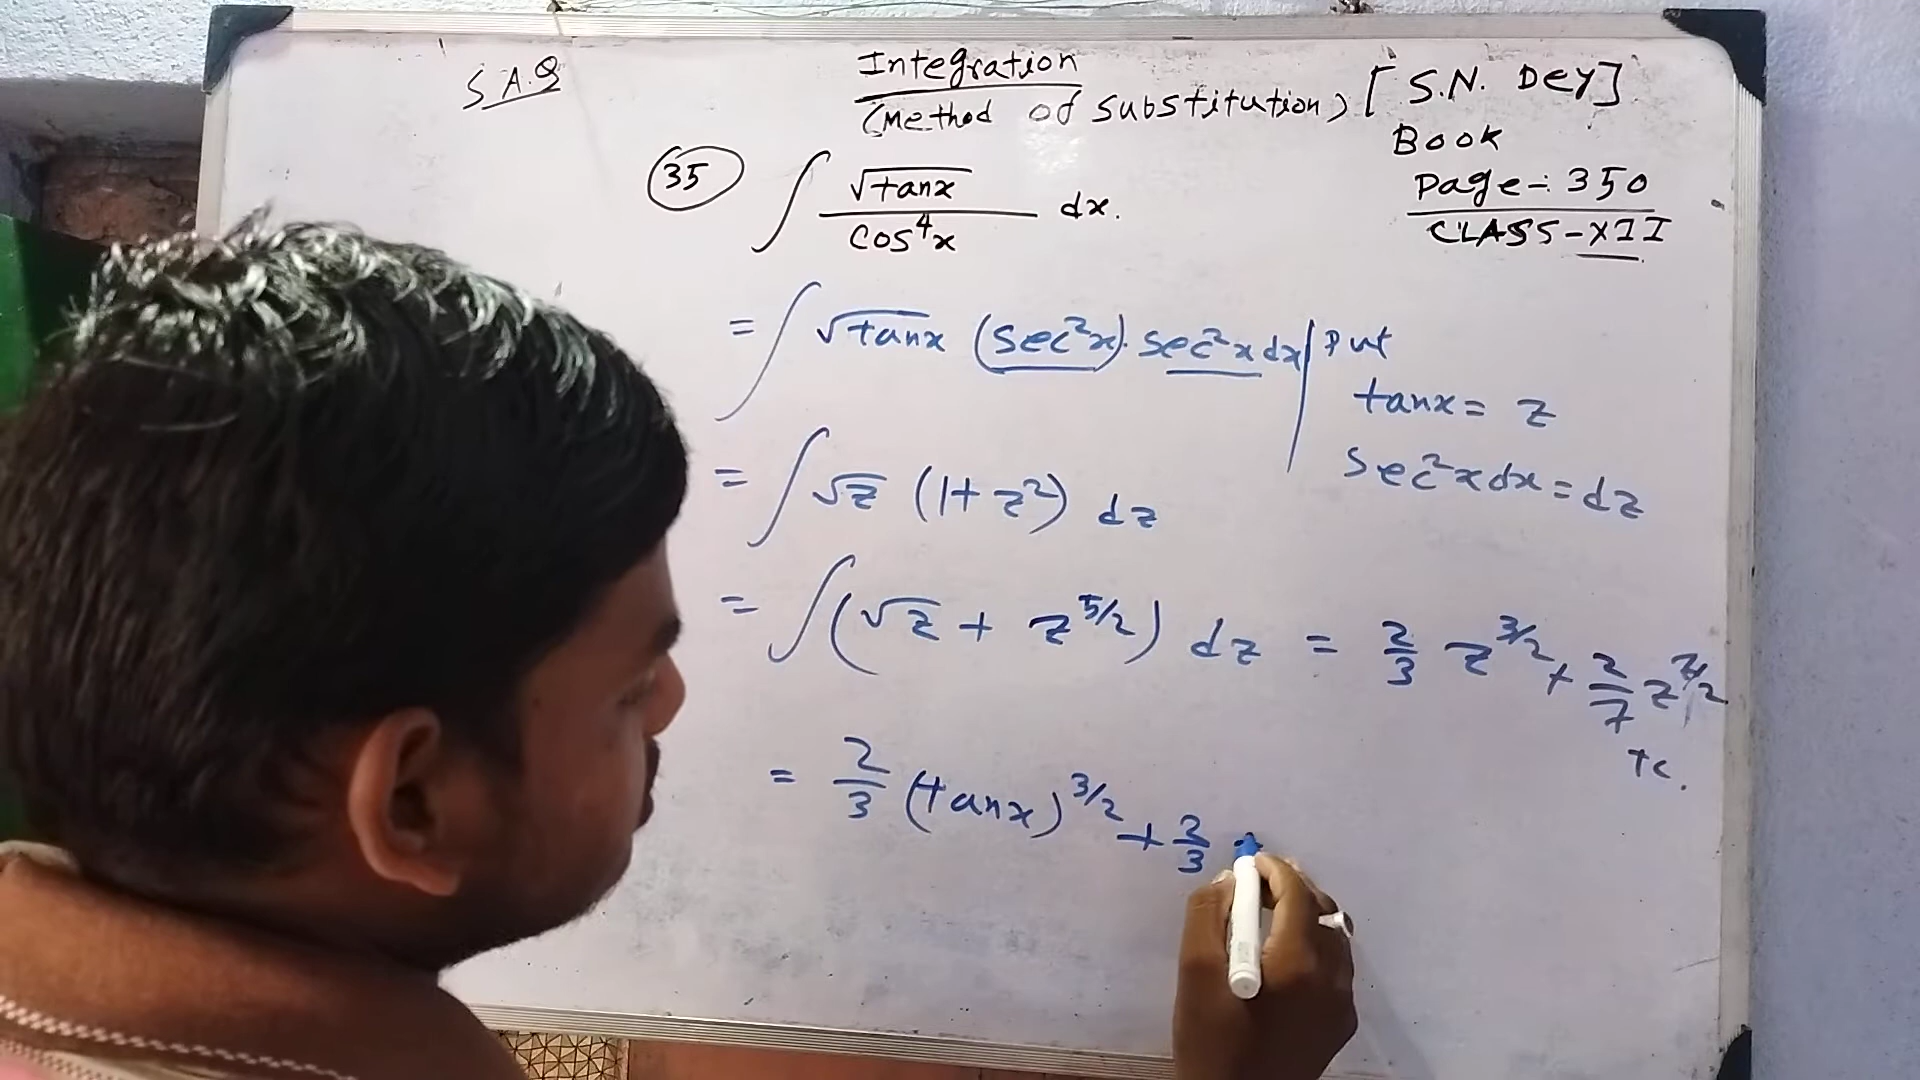 S.A.Q
Integration
(Method of substitution) [S.N. DEY]
Book
Page-: 350
CLASS-XII
(35) ∫ √tanx / cos⁴x dx.
= ∫ √tanx (sec²x). sec²x dx | Put
tanx = z
sec²x dx = dz
= ∫ √z (1+z²) dz
= ∫ (√z + z^5/2) dz = 2/3 z^3/2 + 2/7 z^7/2
+c.
= 2/3 (tanx)^3/2 + 2/3